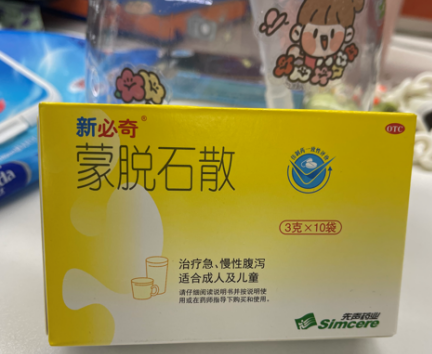 新必奇®
OTC
蒙脱石散
3克×10袋
治疗急、慢性腹泻
适合成人及儿童
请仔细阅读说明书并按说明使
用或在药师指导下购买和使用。
先声药业
Simcere